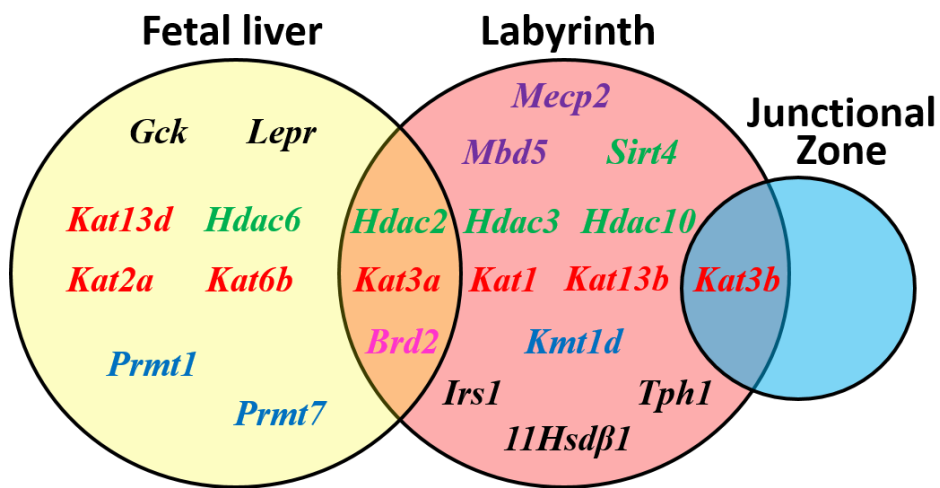 Fetal liver
Labyrinth
Junctional
Zone
Gck Lepr
Mecp2
Mbd5 Sirt4
Kat13d Hdac6 Hdac2 Hdac3 Hdac10
Kat2a Kat6b Kat3a Kat1 Kat13b Kat3b
Prmt1 Brd2 Kmt1d
Prmt7 Irs1 Tph1
11Hsdβ1